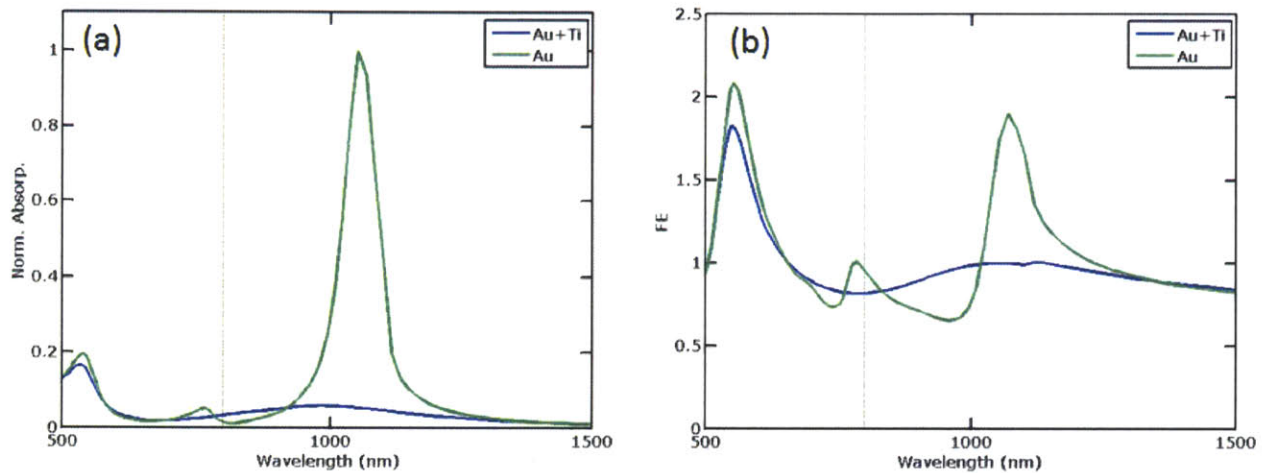 (a)
Au+Ti
Au
1
0.8
0.6
0.4
0.2
0
Norm. Absorp.
500
1000
1500
Wavelength (nm)
(b)
Au+Ti
Au
2.5
2
1.5
1
0.5
0
FE
500
1000
1500
Wavelength (nm)